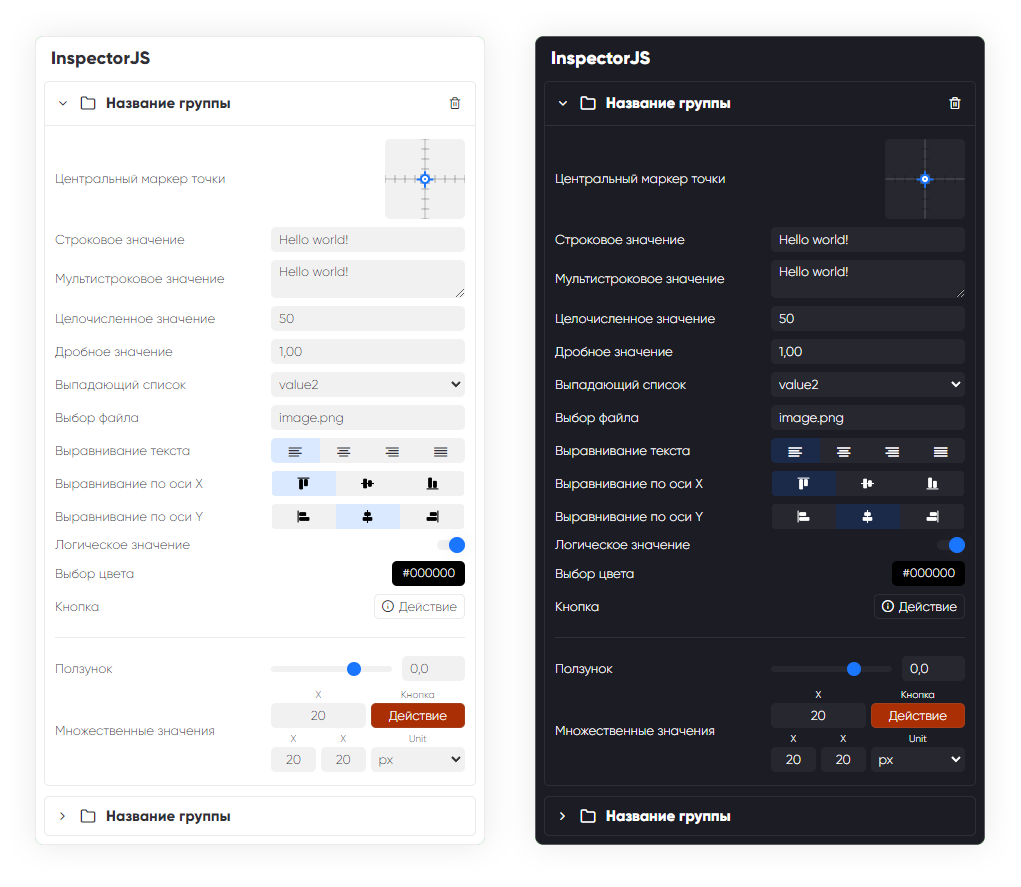 InspectorJS
Название группы
Центральный маркер точки
Строковое значение
Hello world!
Мультистроковое значение
Hello world!
Целочисленное значение
50
Дробное значение
1,00
Выпадающий список
value2
Выбор файла
image.png
Выравнивание текста
Выравнивание по оси X
Выравнивание по оси Y
Логическое значение
Выбор цвета
#000000
Кнопка
Действие
Ползунок
0,0
X
Кнопка
20
Действие
Множественные значения
X
X
Unit
20
20
px
Название группы
InspectorJS
Название группы
Центральный маркер точки
Строковое значение
Hello world!
Мультистроковое значение
Hello world!
Целочисленное значение
50
Дробное значение
1,00
Выпадающий список
value2
Выбор файла
image.png
Выравнивание текста
Выравнивание по оси X
Выравнивание по оси Y
Логическое значение
Выбор цвета
#000000
Кнопка
Действие
Ползунок
0,0
X
Кнопка
20
Действие
Множественные значения
X
X
Unit
20
20
px
Название группы